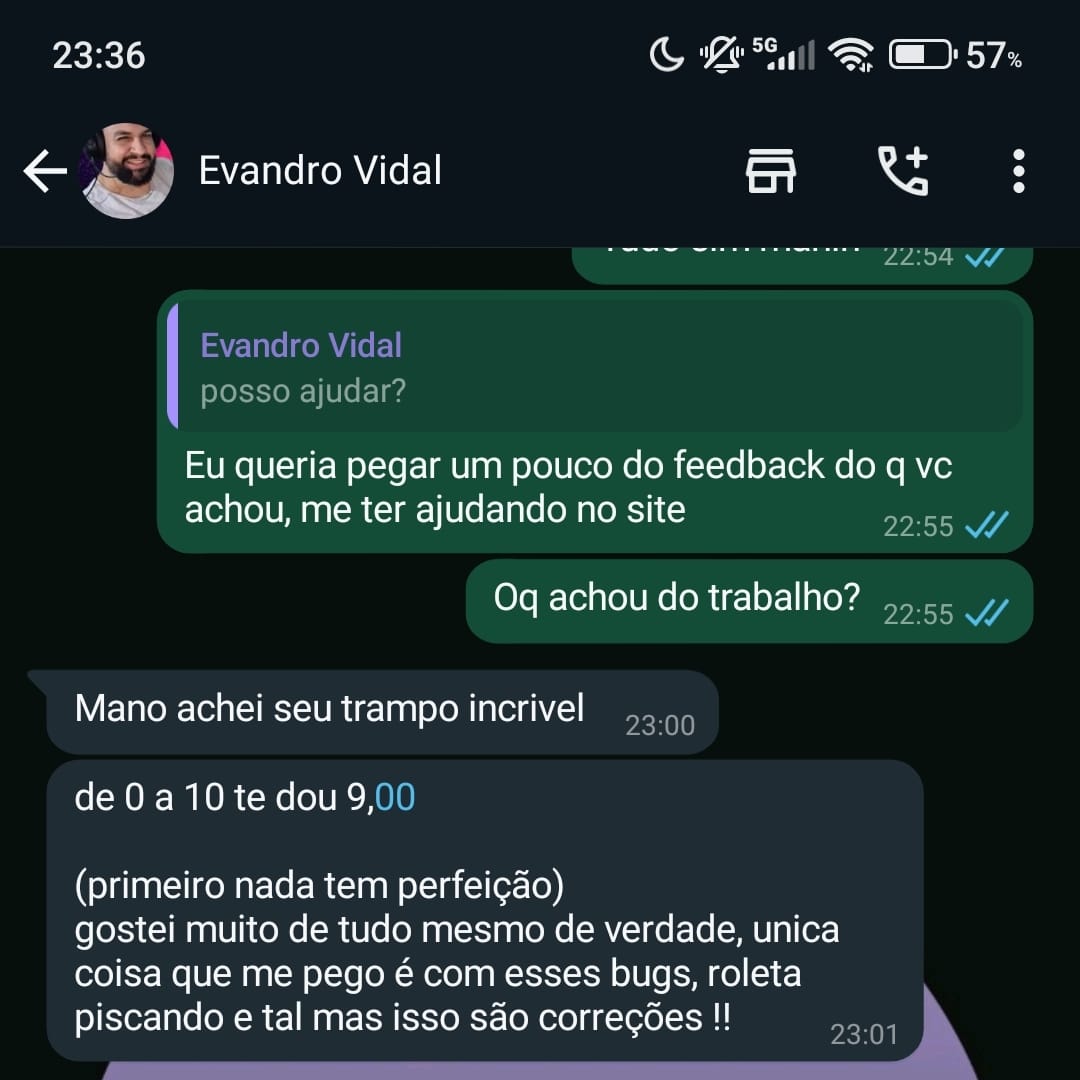 23:36
5G
57%
Evandro Vidal
22:54
Evandro Vidal
posso ajudar?
Eu queria pegar um pouco do feedback do q vc
achou, me ter ajudando no site
22:55
Oq achou do trabalho?
22:55
Mano achei seu trampo incrivel
23:00
de 0 a 10 te dou 9,00
(primeiro nada tem perfeição)
gostei muito de tudo mesmo de verdade, unica
coisa que me pego é com esses bugs, roleta
piscando e tal mas isso são correções !!
23:01